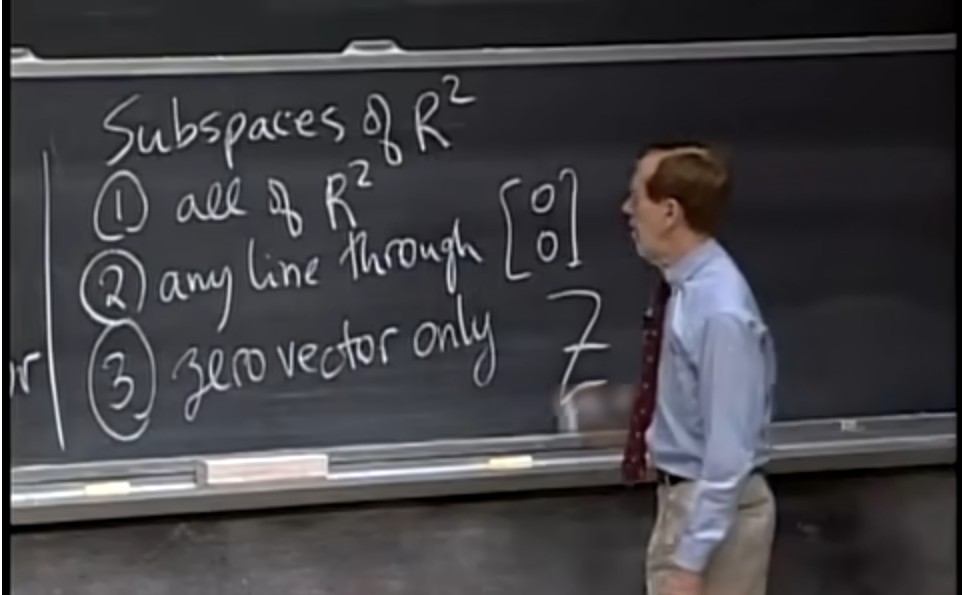 Subspaces of R²
① all of R²
② any line through [0 0]
③ zero vector only Z